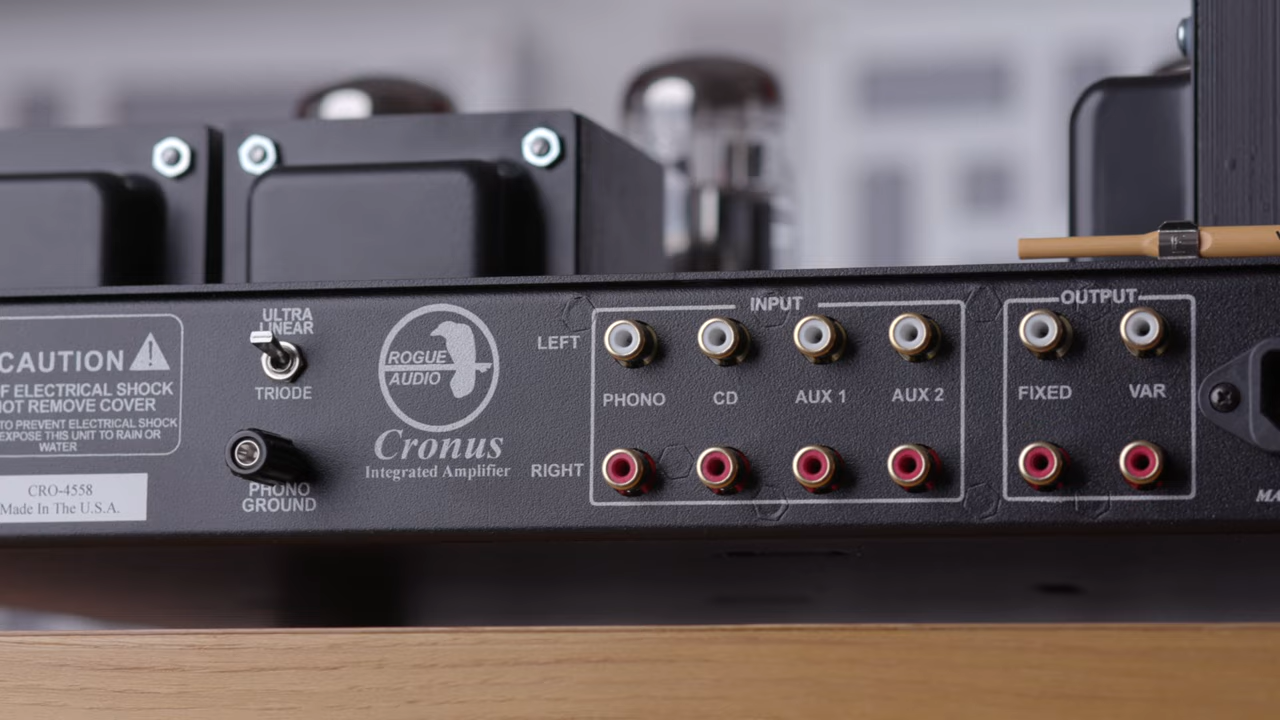 CAUTION
F ELECTRICAL SHOCK
NOT REMOVE COVER
TO PREVENT ELECTRICAL SHOCK
EXPOSE THIS UNIT TO RAIN OR
WATER
CRO-4558
Made In The U.S.A.
ULTRA
LINEAR
TRIODE
PHONO
GROUND
ROGUE
AUDIO
Cronus
Integrated Amplifier
INPUT
LEFT
PHONO
CD
AUX 1
AUX 2
RIGHT
OUTPUT
FIXED
VAR
MA